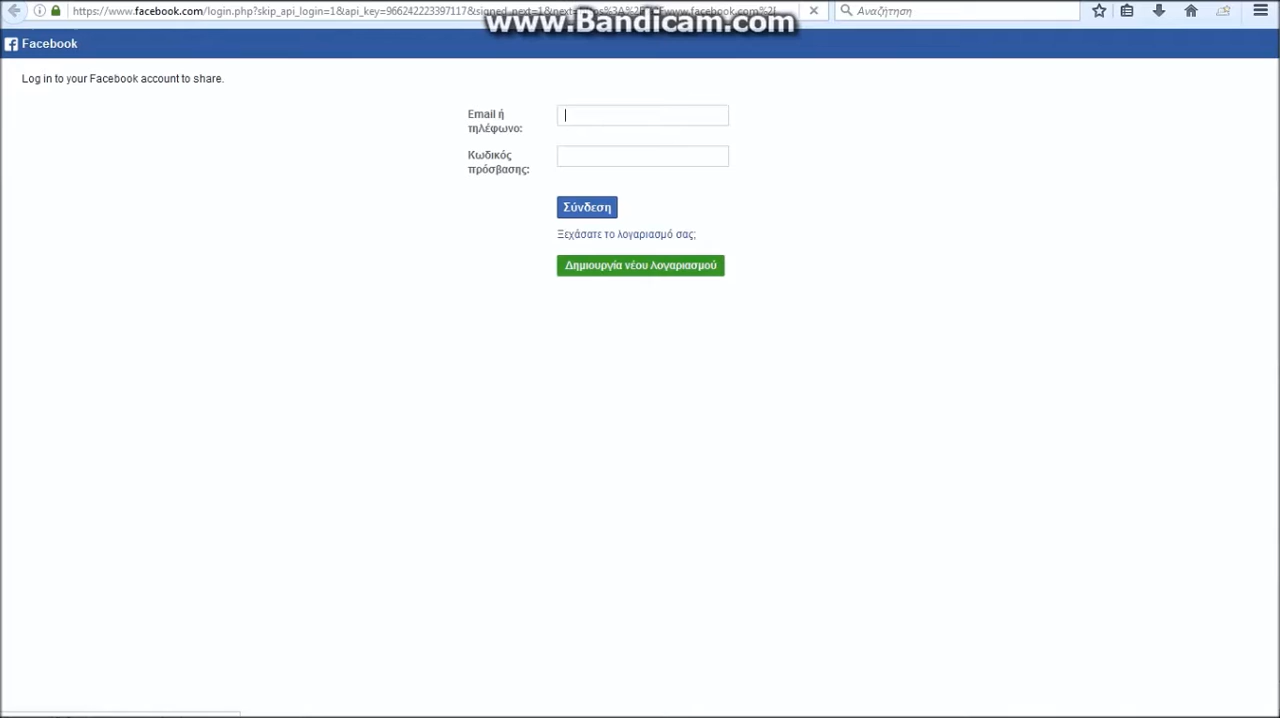 https://www.facebook.com/login.php?skip_api_login=1&api_key=966242223397117&signed_next=1&next=
www.Bandicam.com
Αναζήτηση
Facebook
Log in to your Facebook account to share.
Email ή
τηλέφωνο:
Κωδικός
πρόσβασης:
Σύνδεση
Ξεχάσατε το λογαριασμό σας;
Δημιουργία νέου λογαριασμού